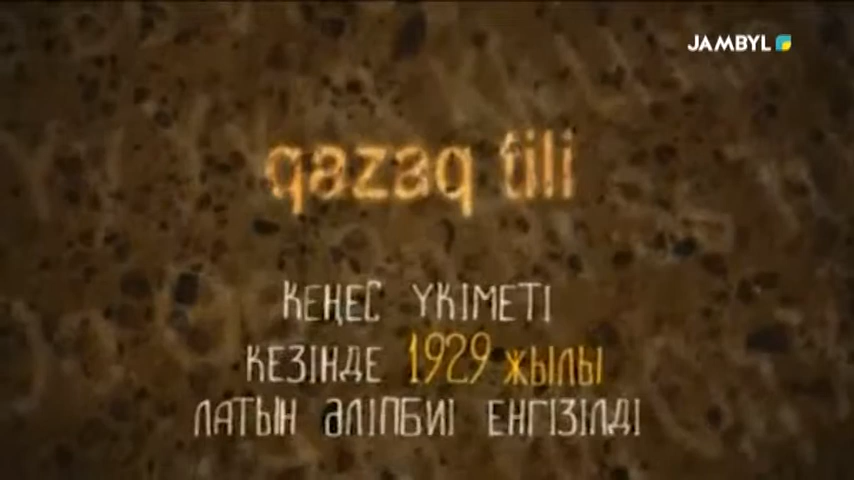 JAMBYL
qazaq tili
КЕҢЕС ҮКІМЕТІ
КЕЗІНДЕ 1929 ЖЫЛЫ
ЛАТЫН ӘЛІПБИІ ЕНГІЗІЛДІ